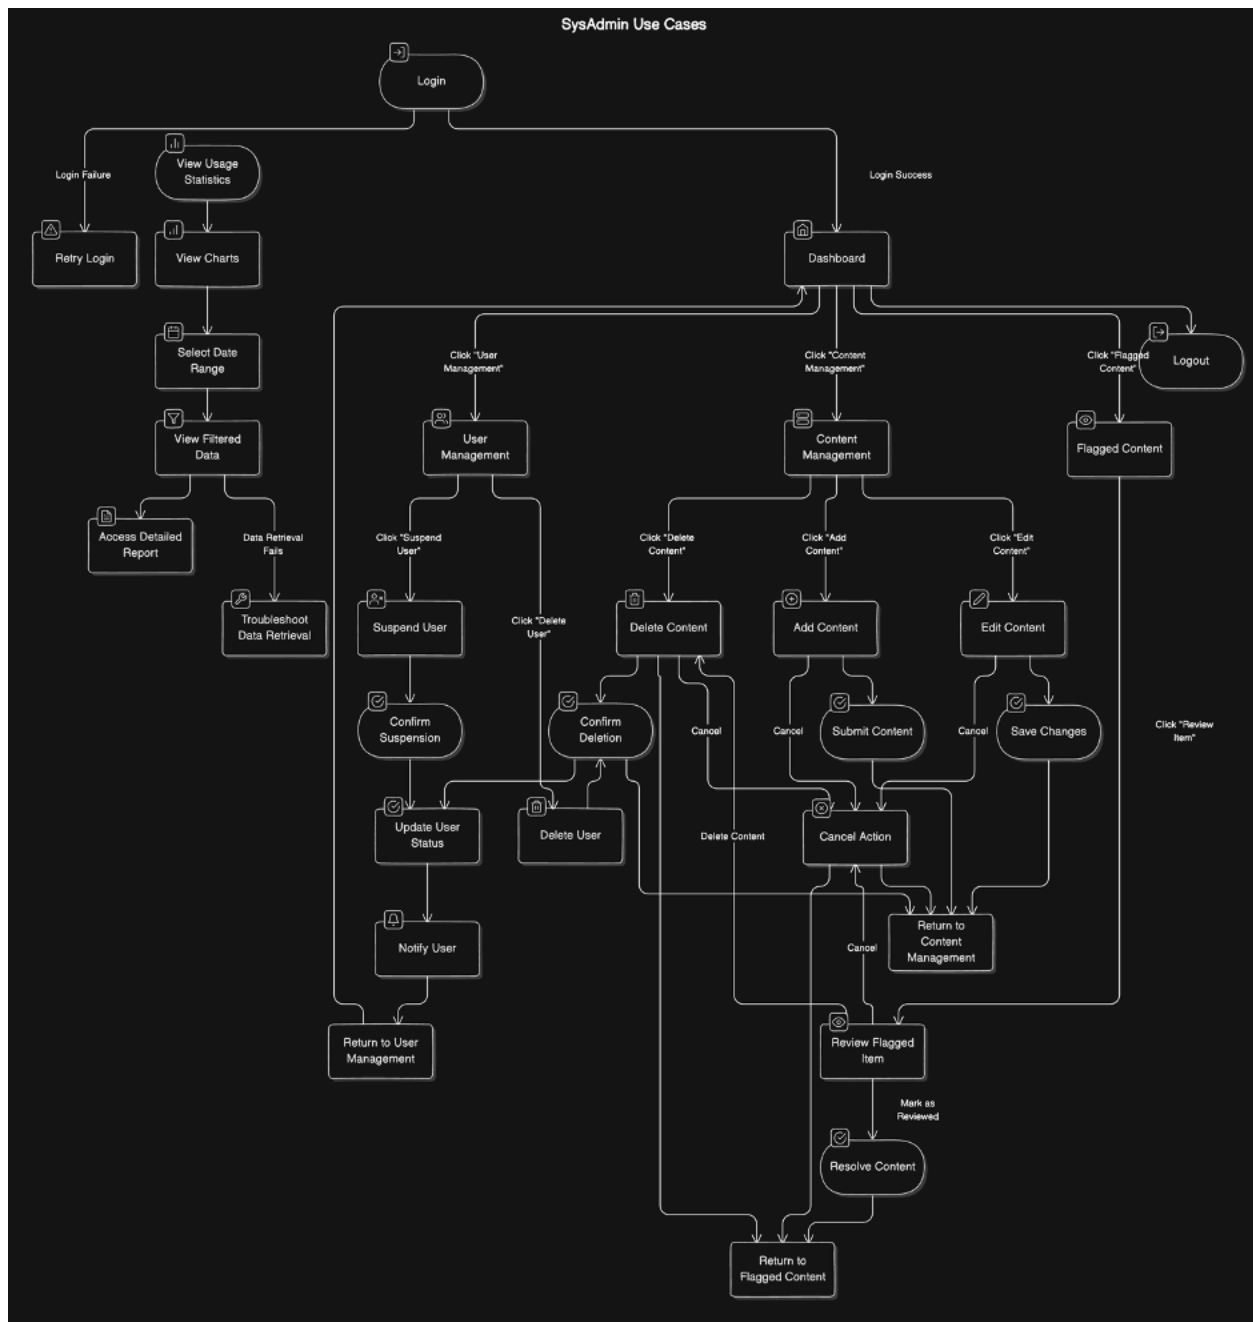 SysAdmin Use Cases
Login
Login Failure
View Usage
Statistics
Login Success
Retry Login
View Charts
Dashboard
Select Date
Range
Click "User
Management"
Click "Content
Management"
Click "Flagged
Content"
Logout
View Filtered
Data
User
Management
Content
Management
Flagged Content
Access Detailed
Report
Data Retrieval
Fails
Click "Suspend
User"
Click "Delete
Content"
Click "Add
Content"
Click "Edit
Content"
Troubleshoot
Data Retrieval
Suspend User
Click "Delete
User"
Delete Content
Add Content
Edit Content
Confirm
Suspension
Confirm
Deletion
Cancel
Cancel
Submit Content
Cancel
Save Changes
Click "Review
Item"
Update User
Status
Delete User
Delete Content
Cancel Action
Notify User
Cancel
Return to
Content
Management
Return to User
Management
Review Flagged
Item
Mark as
Reviewed
Resolve Content
Return to
Flagged Content